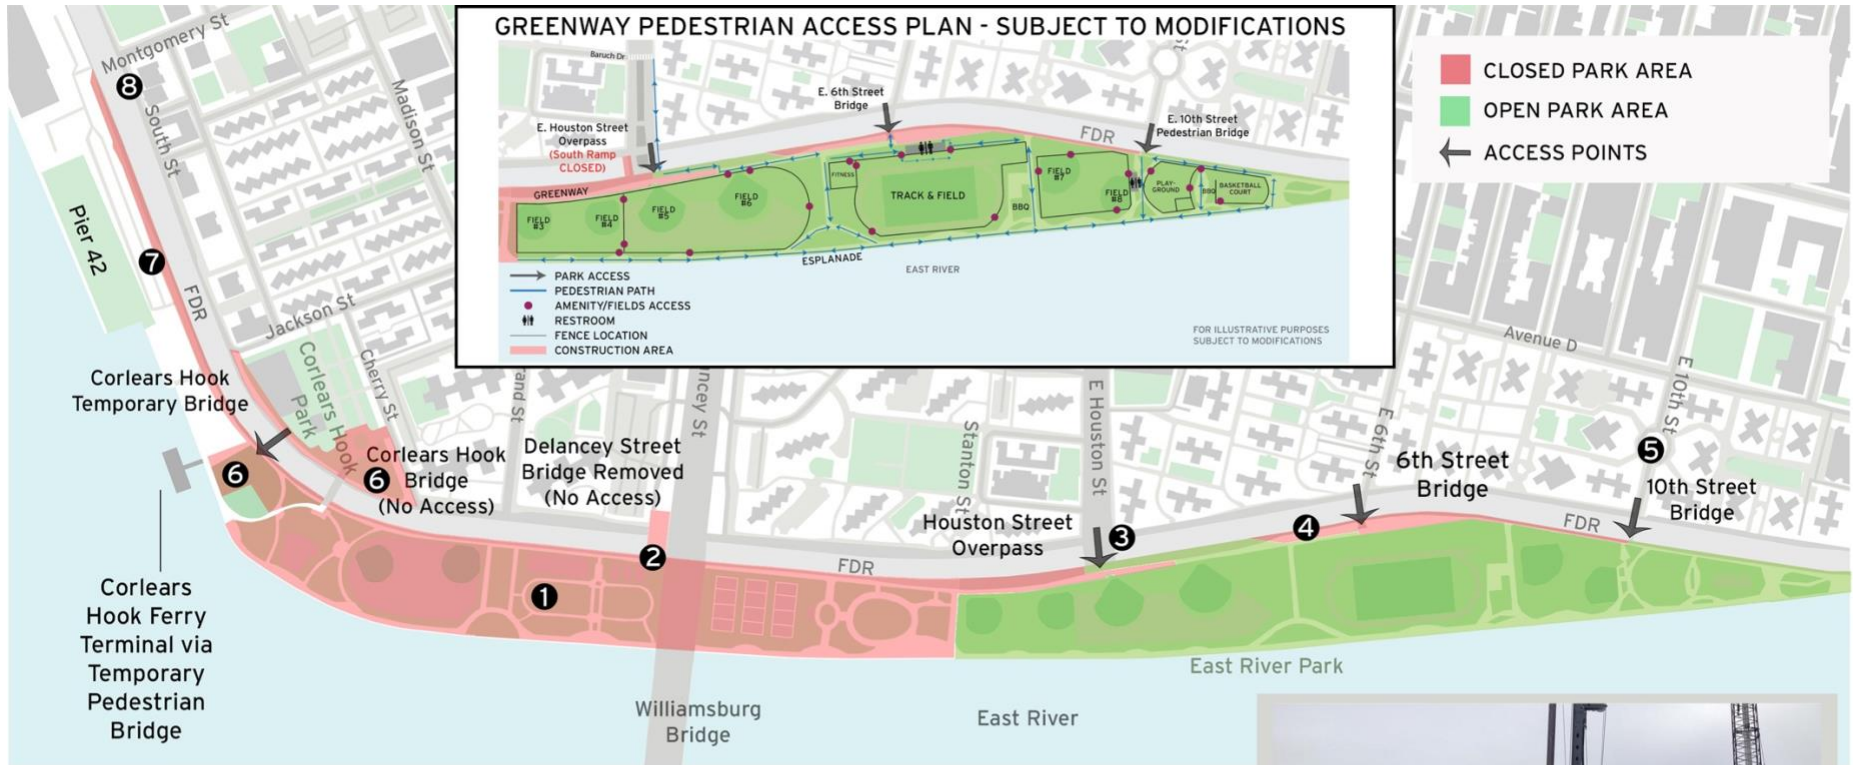 GREENWAY PEDESTRIAN ACCESS PLAN - SUBJECT TO MODIFICATIONS
Baruch Dr
E. 6th Street
Bridge
E. Houston Street
Overpass
(South Ramp
CLOSED)
FDR
E. 10th Street
Pedestrian Bridge
St
GREENWAY
FIELD
#3
FIELD
#4
FIELD
#5
FIELD
#6
FITNESS
TRACK & FIELD
BBQ
FIELD
#7
FIELD
#8
PLAY-
GROUND
BBQ
BASKETBALL
COURT
ESPLANADE
EAST RIVER
PARK ACCESS
PEDESTRIAN PATH
AMENITY/FIELDS ACCESS
RESTROOM
FENCE LOCATION
CONSTRUCTION AREA
FOR ILLUSTRATIVE PURPOSES
SUBJECT TO MODIFICATIONS
CLOSED PARK AREA
OPEN PARK AREA
ACCESS POINTS
Montgomery St
8
South St
Madison St
Pier 42
7
FDR
Jackson St
Corlears Hook
Park
Cherry St
Corlears Hook
Temporary Bridge
6
6
Corlears Hook
Bridge
(No Access)
rand St
Delancey Street
Bridge Removed
(No Access)
ncey St
Stanton St
E Houston St
Avenue D
E 6th St
E 10th St
5
6th Street
Bridge
10th Street
Bridge
Houston Street
Overpass
3
4
FDR
2
FDR
1
Corlears
Hook Ferry
Terminal via
Temporary
Pedestrian
Bridge
East River Park
Williamsburg
Bridge
East River